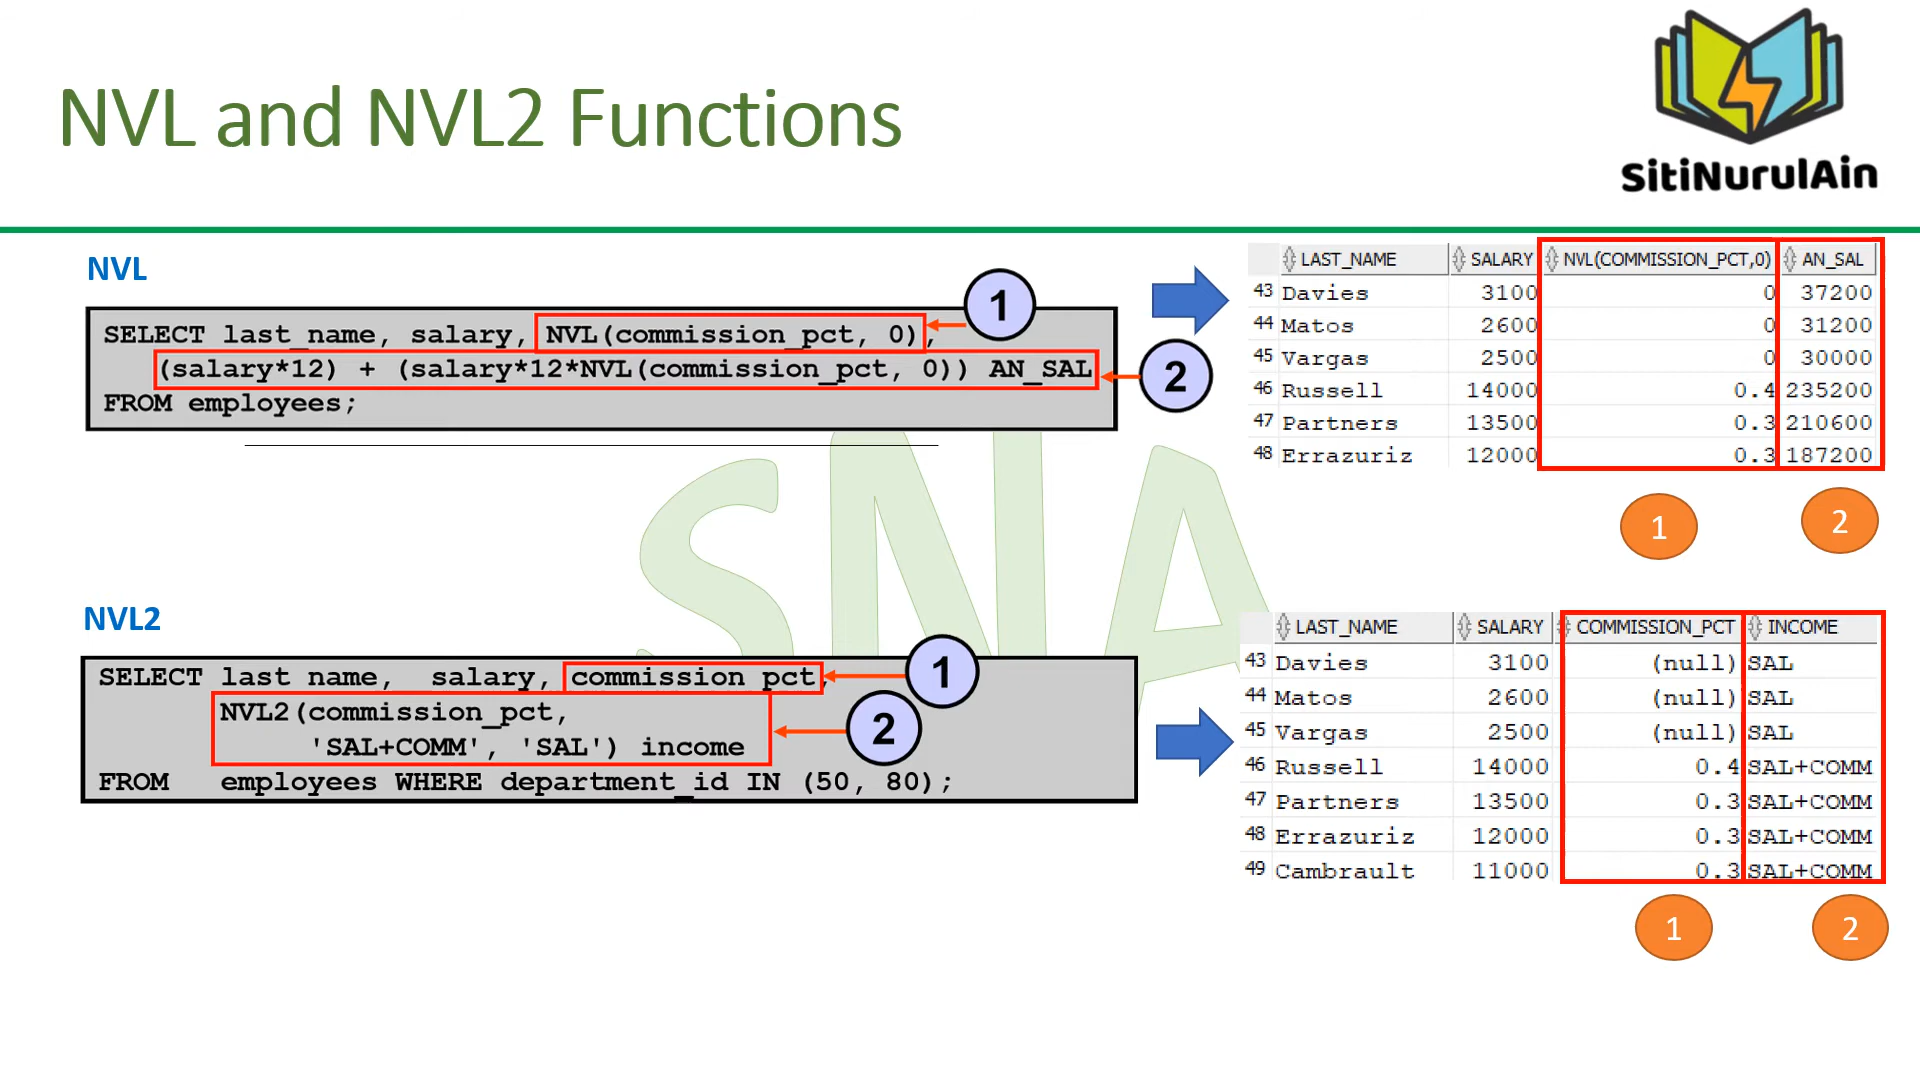 NVL and NVL2 Functions
SitiNurulAin
NVL
SELECT last_name, salary, NVL(commission_pct, 0),
(salary*12) + (salary*12*NVL(commission_pct, 0)) AN_SAL
FROM employees;
1
2
LAST_NAME SALARY NVL(COMMISSION_PCT,0) AN_SAL
43 Davies 3100 0 37200
44 Matos 2600 0 31200
45 Vargas 2500 0 30000
46 Russell 14000 0.4 235200
47 Partners 13500 0.3 210600
48 Errazuriz 12000 0.3 187200
1 2
SNA
NVL2
SELECT last name, salary, commission pct,
NVL2(commission_pct,
'SAL+COMM', 'SAL') income
FROM employees WHERE department_id IN (50, 80);
1
2
LAST_NAME SALARY COMMISSION_PCT INCOME
43 Davies 3100 (null) SAL
44 Matos 2600 (null) SAL
45 Vargas 2500 (null) SAL
46 Russell 14000 0.4 SAL+COMM
47 Partners 13500 0.3 SAL+COMM
48 Errazuriz 12000 0.3 SAL+COMM
49 Cambrault 11000 0.3 SAL+COMM
1 2